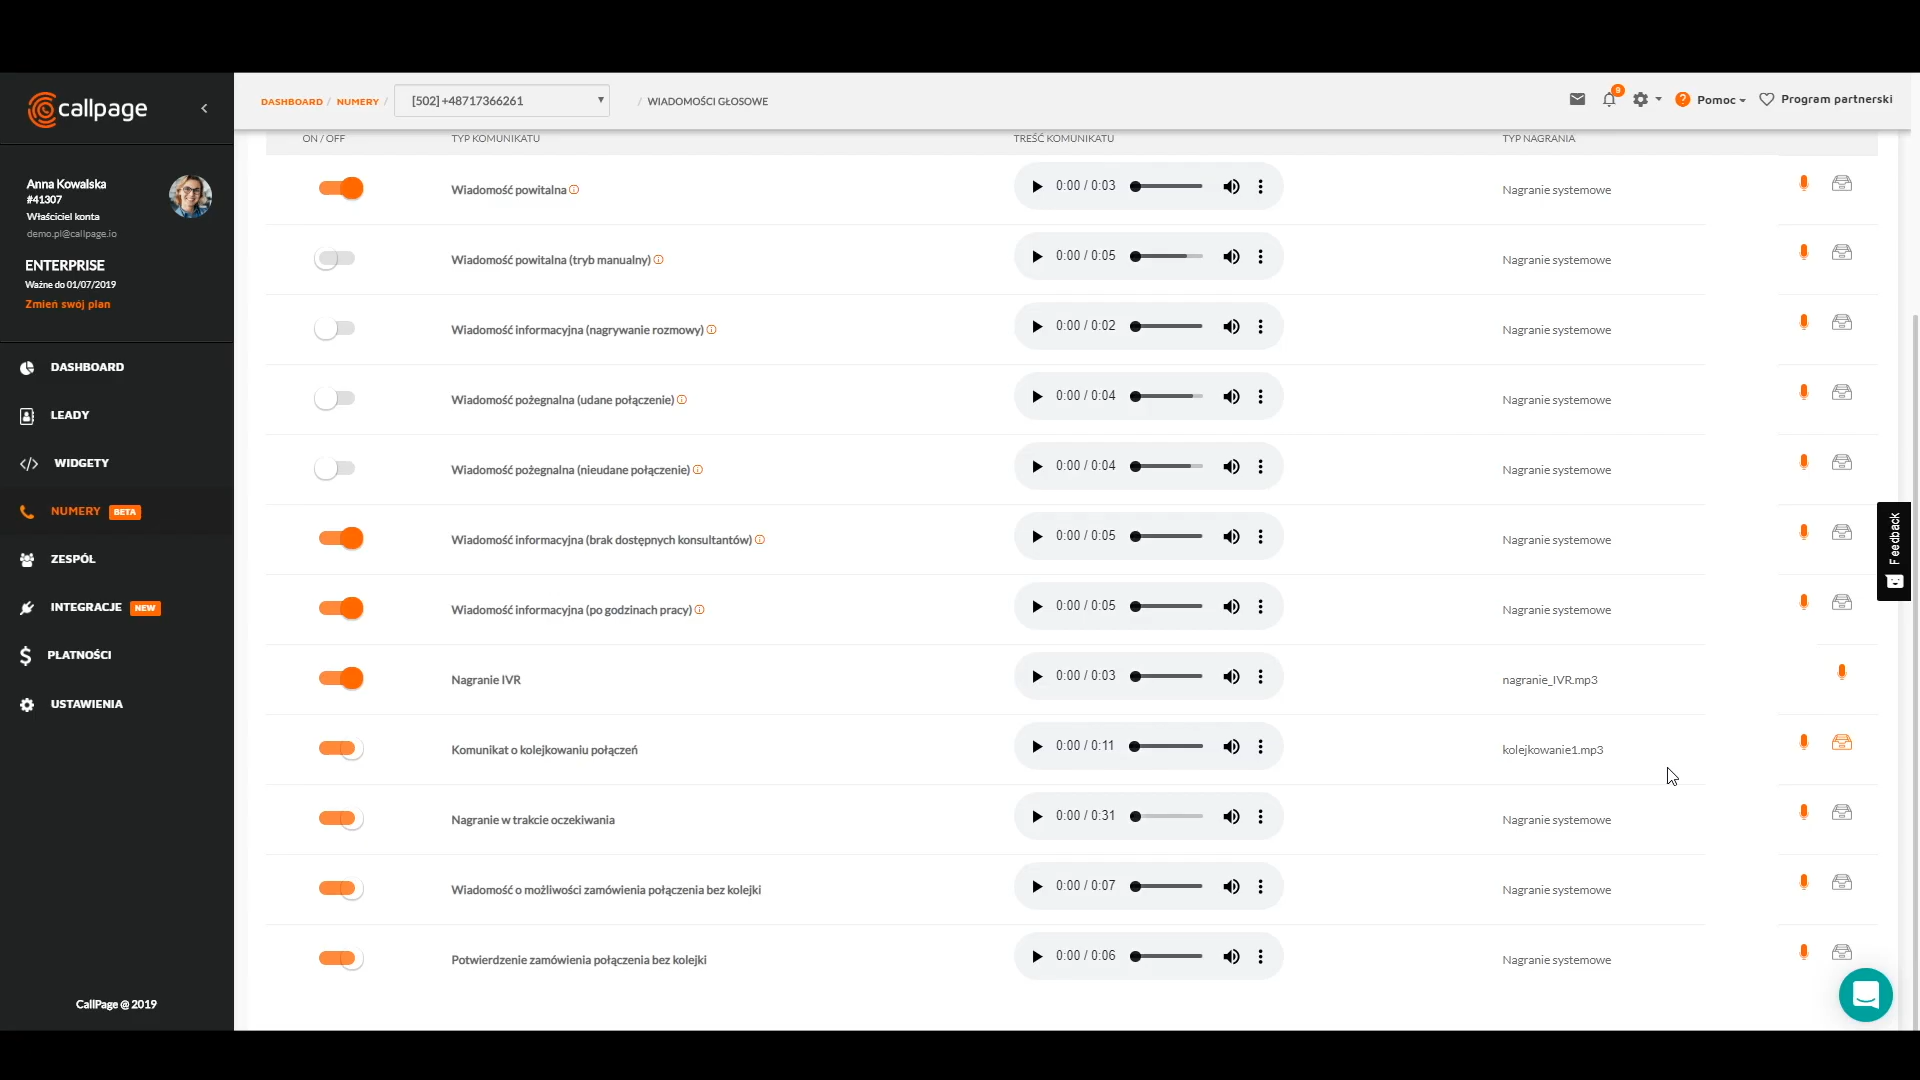 callpage
DASHBOARD / NUMERY / [502] +48717366261 / WIADOMOŚCI GŁOSOWE
9
Pomoc
Program partnerski
Anna Kowalska
#41307
Właściciel konta
demo.pl@callpage.io
ENTERPRISE
Ważne do 01/07/2019
Zmień swój plan
DASHBOARD
LEADY
WIDGETY
NUMERY BETA
ZESPÓŁ
INTEGRACJE NEW
PŁATNOŚCI
USTAWIENIA
CallPage @ 2019
ON / OFF TYP KOMUNIKATU TREŚĆ KOMUNIKATU TYP NAGRANIA
Wiadomość powitalna 0:00 / 0:03 Nagranie systemowe
Wiadomość powitalna (tryb manualny) 0:00 / 0:05 Nagranie systemowe
Wiadomość informacyjna (nagrywanie rozmowy) 0:00 / 0:02 Nagranie systemowe
Wiadomość pożegnalna (udane połączenie) 0:00 / 0:04 Nagranie systemowe
Wiadomość pożegnalna (nieudane połączenie) 0:00 / 0:04 Nagranie systemowe
Wiadomość informacyjna (brak dostępnych konsultantów) 0:00 / 0:05 Nagranie systemowe
Wiadomość informacyjna (po godzinach pracy) 0:00 / 0:05 Nagranie systemowe
Nagranie IVR 0:00 / 0:03 nagranie_IVR.mp3
Komunikat o kolejkowaniu połączeń 0:00 / 0:11 kolejkowanie1.mp3
Nagranie w trakcie oczekiwania 0:00 / 0:31 Nagranie systemowe
Wiadomość o możliwości zamówienia połączenia bez kolejki 0:00 / 0:07 Nagranie systemowe
Potwierdzenie zamówienia połączenia bez kolejki 0:00 / 0:06 Nagranie systemowe
Feedback